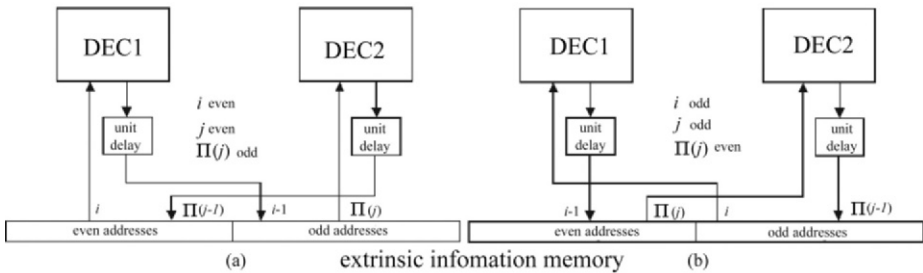 DEC1
DEC2
i even
j even
Π(j) odd
unit delay
unit delay
i
Π(j-1)
i-1
Π(j)
even addresses
odd addresses
(a)
DEC1
DEC2
i odd
j odd
Π(j) even
unit delay
unit delay
i-1
Π(j)
i
Π(j-1)
even addresses
odd addresses
(b)
extrinsic infomation memory